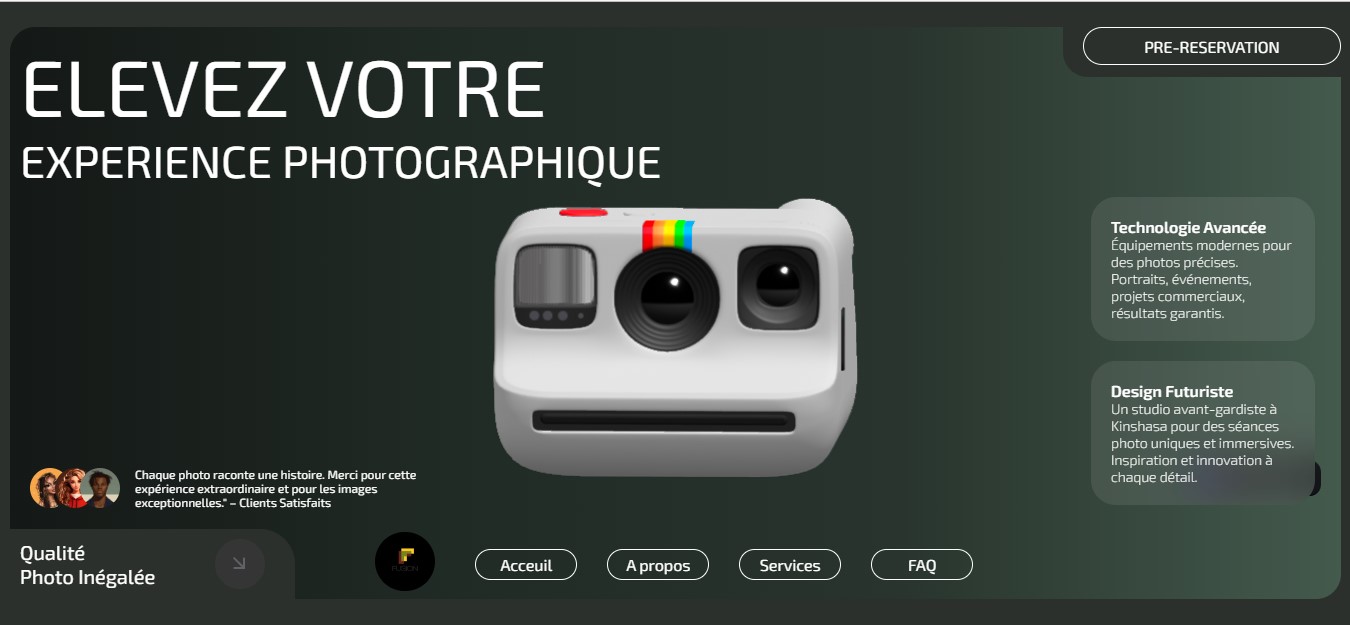 PRE-RESERVATION
ELEVEZ VOTRE
EXPERIENCE PHOTOGRAPHIQUE
Technologie Avancée
Équipements modernes pour
des photos précises.
Portraits, événements,
projets commerciaux,
résultats garantis.
Design Futuriste
Un studio avant-gardiste à
Kinshasa pour des séances
photo uniques et immersives.
Inspiration et innovation à
chaque détail.
Chaque photo raconte une histoire. Merci pour cette
expérience extraordinaire et pour les images
exceptionnelles." – Clients Satisfaits
Qualité
Photo Inégalée
FUSION
Acceuil
A propos
Services
FAQ